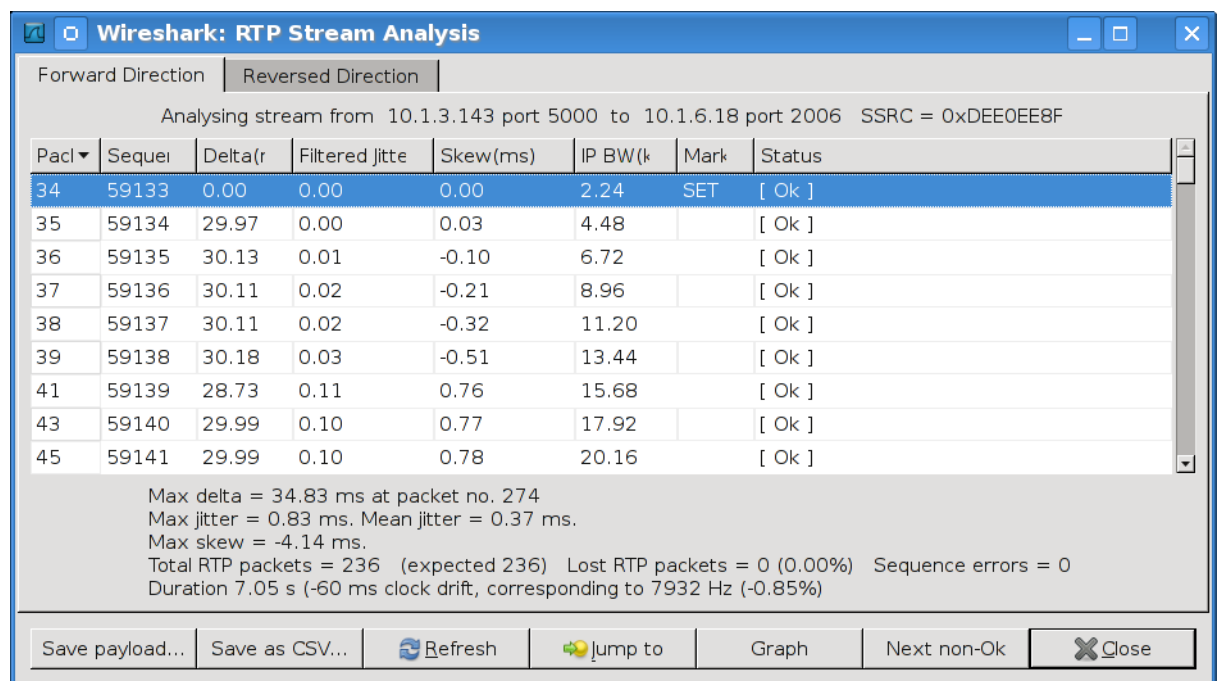 Wireshark: RTP Stream Analysis
Forward Direction Reversed Direction
Analysing stream from 10.1.3.143 port 5000 to 10.1.6.18 port 2006 SSRC = 0xDEE0EE8F
Pacl Sequer Delta(r Filtered Jitte Skew(ms) IP BW(k Mark Status
34 59133 0.00 0.00 0.00 2.24 SET [ Ok ]
35 59134 29.97 0.00 0.03 4.48 [ Ok ]
36 59135 30.13 0.01 -0.10 6.72 [ Ok ]
37 59136 30.11 0.02 -0.21 8.96 [ Ok ]
38 59137 30.11 0.02 -0.32 11.20 [ Ok ]
39 59138 30.18 0.03 -0.51 13.44 [ Ok ]
41 59139 28.73 0.11 0.76 15.68 [ Ok ]
43 59140 29.99 0.10 0.77 17.92 [ Ok ]
45 59141 29.99 0.10 0.78 20.16 [ Ok ]
Max delta = 34.83 ms at packet no. 274
Max jitter = 0.83 ms. Mean jitter = 0.37 ms.
Max skew = -4.14 ms.
Total RTP packets = 236 (expected 236) Lost RTP packets = 0 (0.00%) Sequence errors = 0
Duration 7.05 s (-60 ms clock drift, corresponding to 7932 Hz (-0.85%)
Save payload... Save as CSV... Refresh Jump to Graph Next non-Ok Close